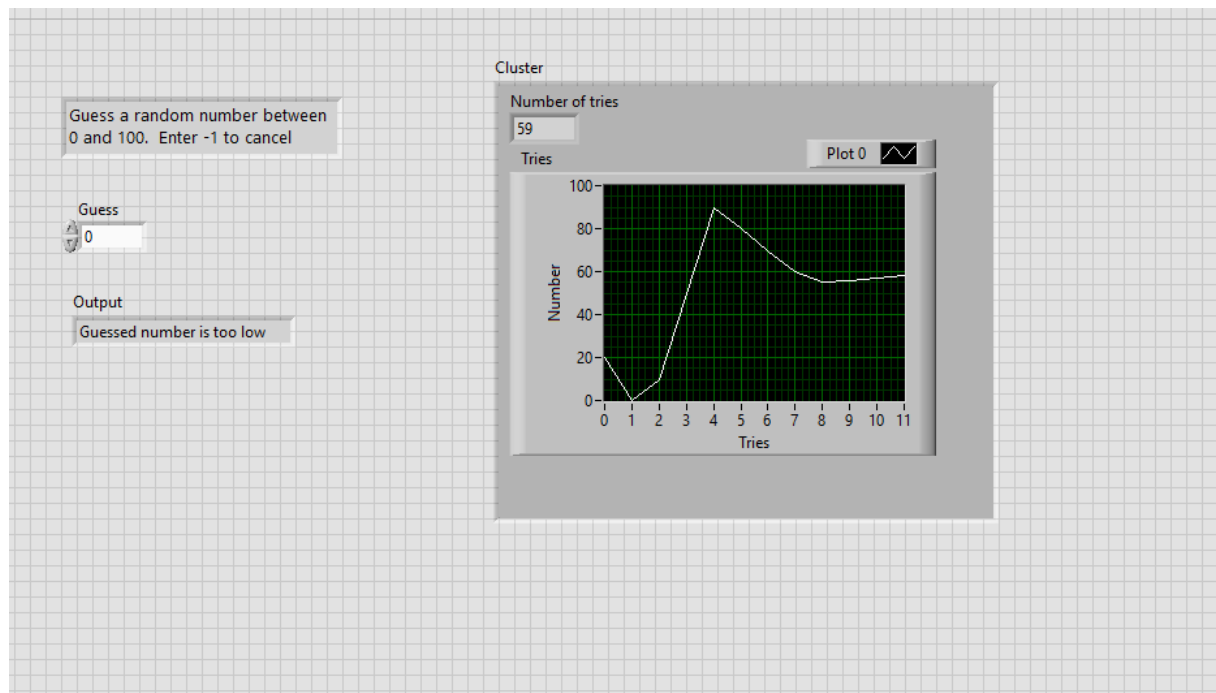 Cluster
Guess a random number between
0 and 100.  Enter -1 to cancel
Number of tries
59
Tries
Plot 0
Guess
0
Output
Guessed number is too low
100
80
60
40
20
0
Number
0 1 2 3 4 5 6 7 8 9 10 11
Tries